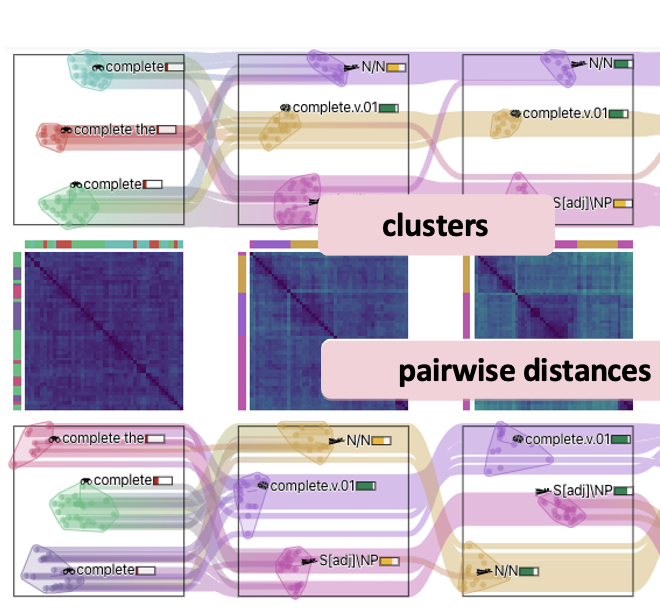 complete
N/N
N/N
complete.v.01
complete.v.01
complete the
complete
S[adj]\NP
clusters
pairwise distances
complete the
N/N
complete.v.01
complete
complete.v.01
S[adj]\NP
complete
S[adj]\NP
N/N